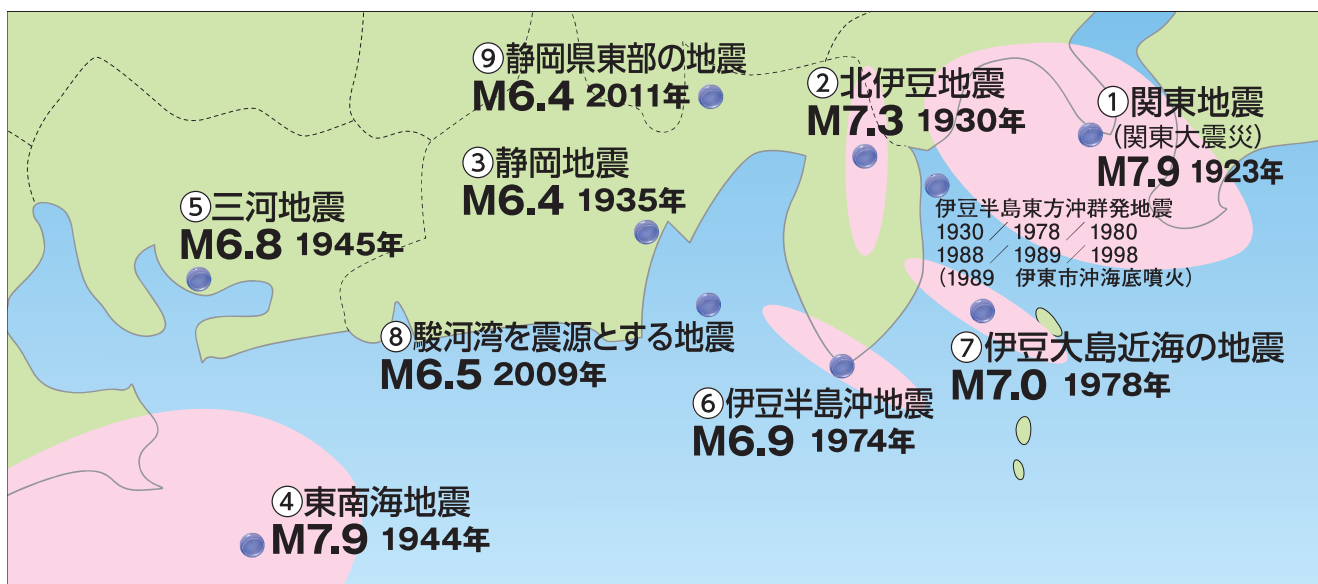 ⑨静岡県東部の地震
M6.4 2011年
②北伊豆地震
M7.3 1930年
①関東地震
(関東大震災)
M7.9 1923年
③静岡地震
M6.4 1935年
⑤三河地震
M6.8 1945年
伊豆半島東方沖群発地震
1930/1978/1980
1988/1989/1998
(1989 伊東市沖海底噴火)
⑧駿河湾を震源とする地震
M6.5 2009年
⑦伊豆大島近海の地震
M7.0 1978年
⑥伊豆半島沖地震
M6.9 1974年
④東南海地震
M7.9 1944年